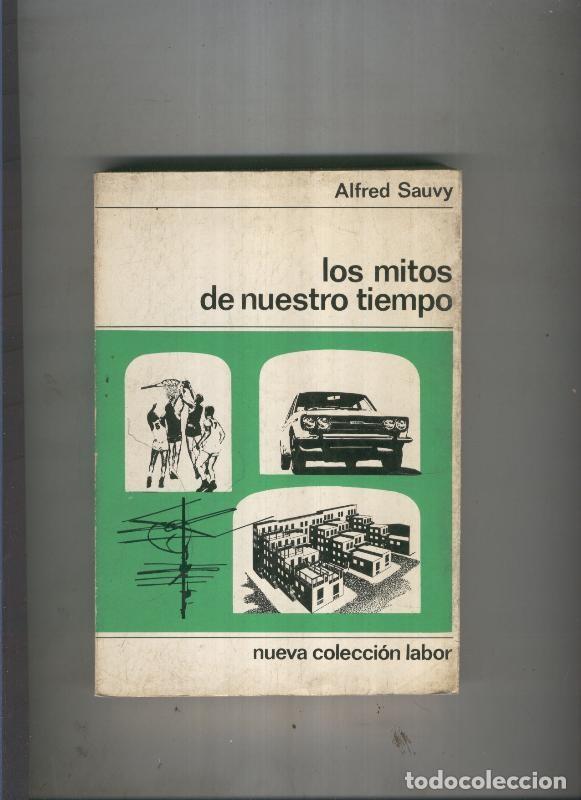 Alfred Sauvy
los mitos
de nuestro tiempo
nueva colección labor
todocoleccion